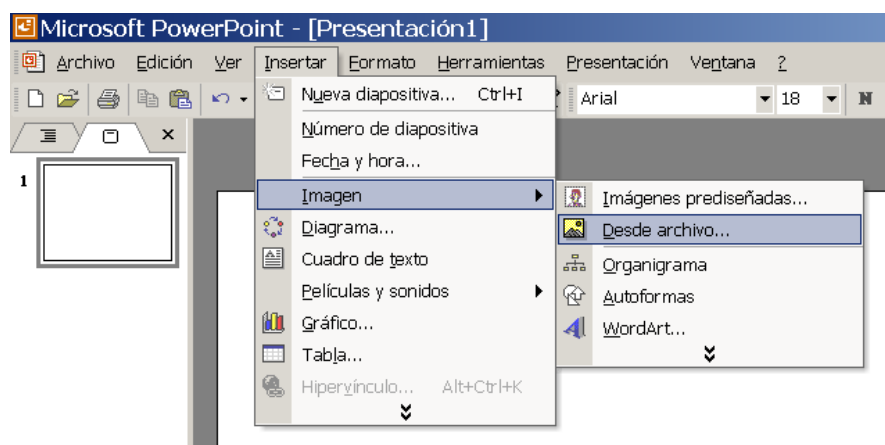 Microsoft PowerPoint - [Presentación1]
Archivo Edición Ver Insertar Formato Herramientas Presentación Ventana ?
Arial 18 N
Nueva diapositiva... Ctrl+I
Número de diapositiva
Fecha y hora...
Imagen
Diagrama...
Cuadro de texto
Películas y sonidos
Gráfico...
Tabla...
Hipervínculo... Alt+Ctrl+K
Imágenes prediseñadas...
Desde archivo...
Organigrama
Autoformas
WordArt...
1